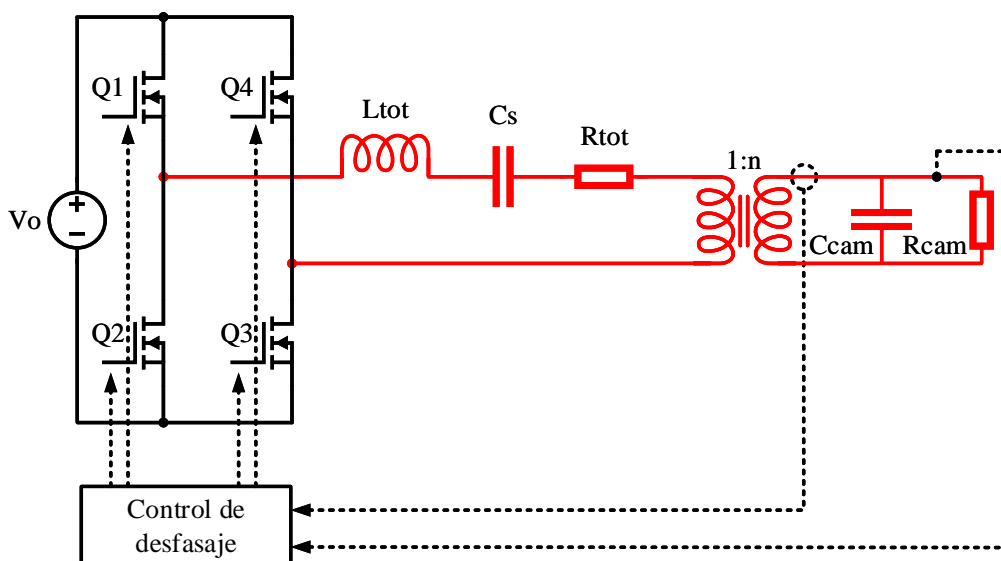 Q1
Q4
Ltot
Cs
Rtot
1:n
Vo
+
−
Ccam
Rcam
Q2
Q3
Control de
desfasaje